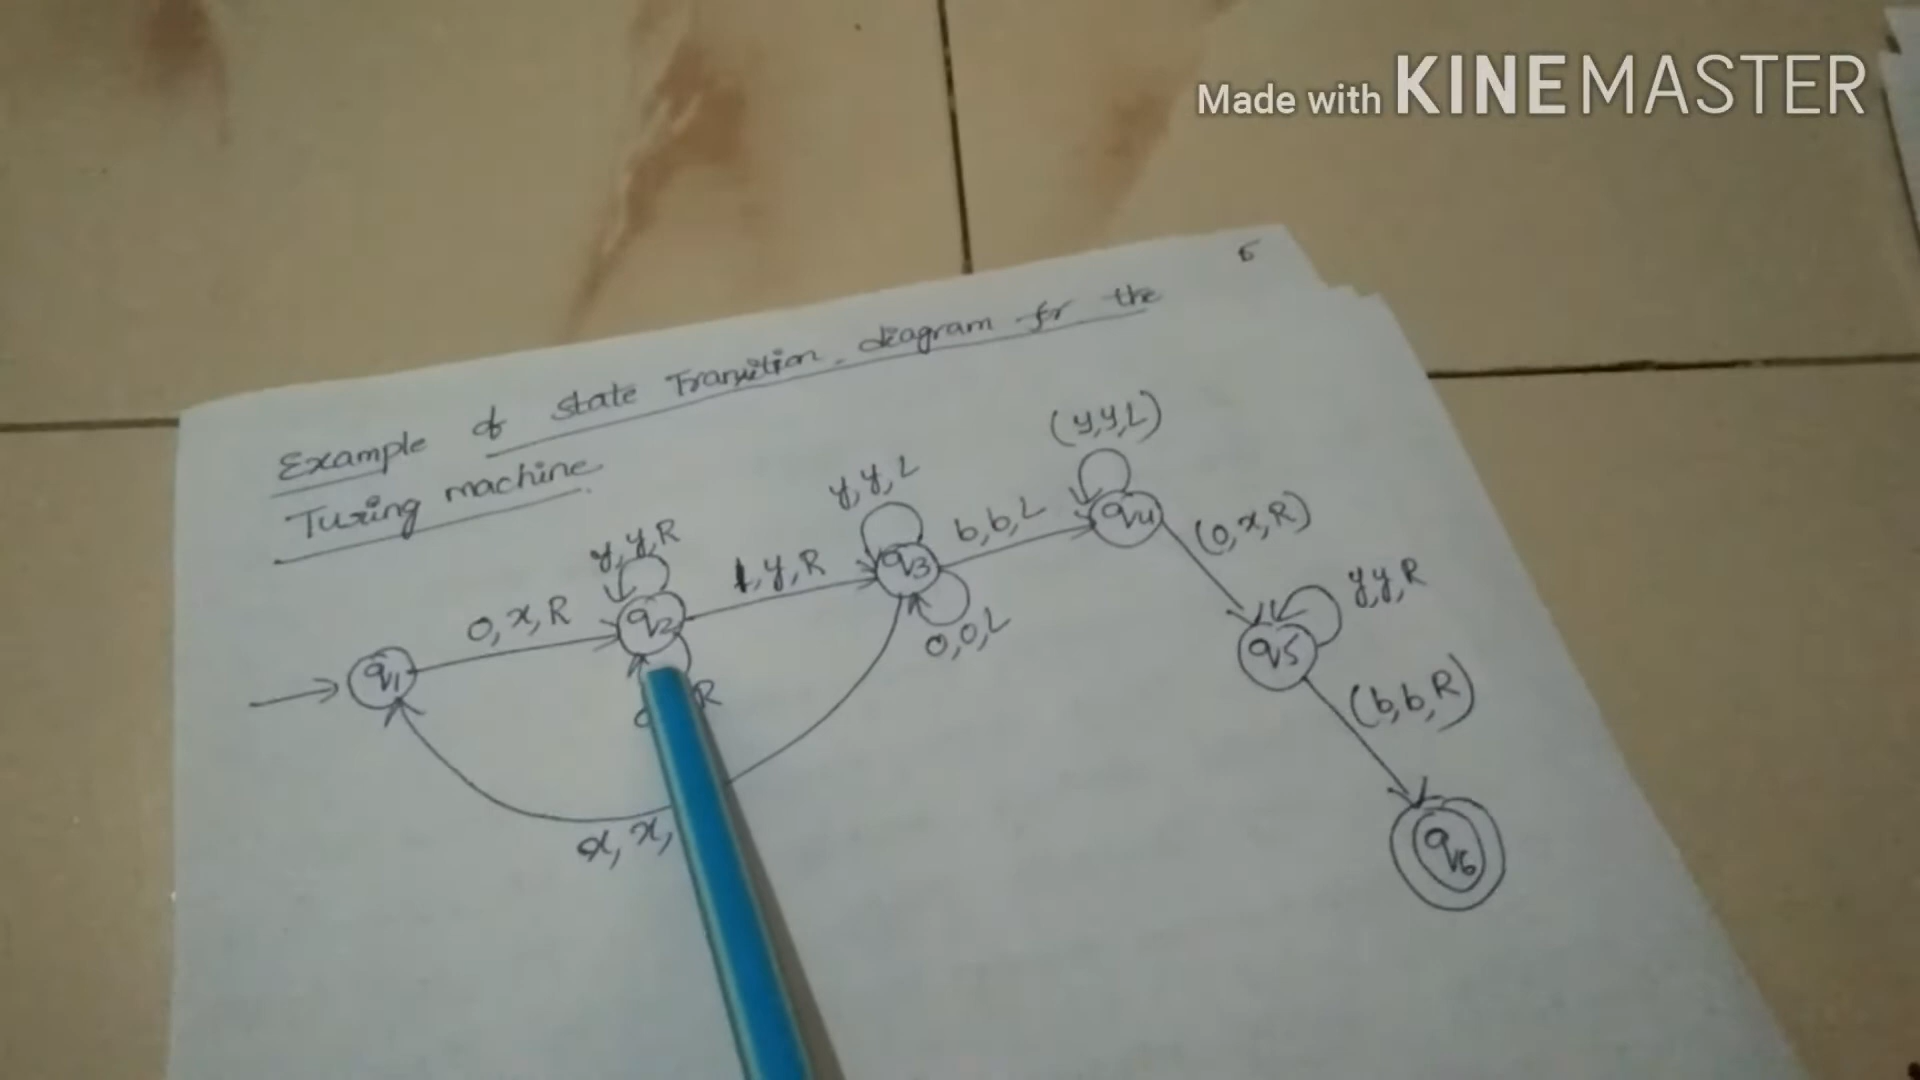 Made with KINEMASTER
5
Example of state Transition diagram for the
Turing machine.
(y,y,L)
y,y,L
b,b,L
q4
(0,x,R)
y,y,R
1,y,R
q3
y,y,R
0,x,R
q2
0,0,L
q5
q1
R
(b,b,R)
x,x,
q6